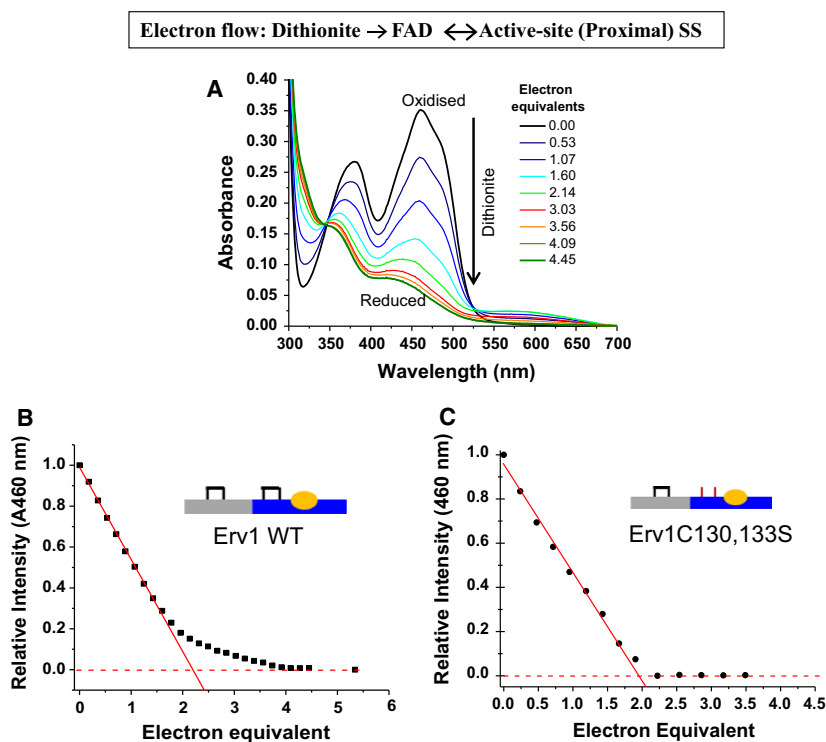 Electron flow: Dithionite → FAD ↔ Active-site (Proximal) SS
A
Absorbance
0.40
0.35
0.30
0.25
0.20
0.15
0.10
0.05
0.00
Oxidised
Dithionite
Reduced
Electron
equivalents
0.00
0.53
1.07
1.60
2.14
3.03
3.56
4.09
4.45
300 350 400 450 500 550 600 650 700
Wavelength (nm)
B
Relative Intensity (A460 nm)
1.0
0.8
0.6
0.4
0.2
0.0
Erv1 WT
0 1 2 3 4 5 6
Electron Equivalent
C
Relative Intensity (460 nm)
1.0
0.8
0.6
0.4
0.2
0.0
Erv1C130,133S
0.0 0.5 1.0 1.5 2.0 2.5 3.0 3.5 4.0 4.5
Electron Equivalent